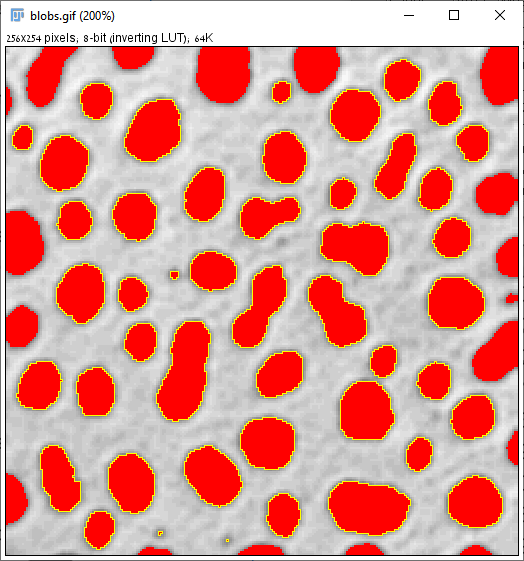 blobs.gif (200%)
256x254 pixels; 8-bit (inverting LUT); 64K